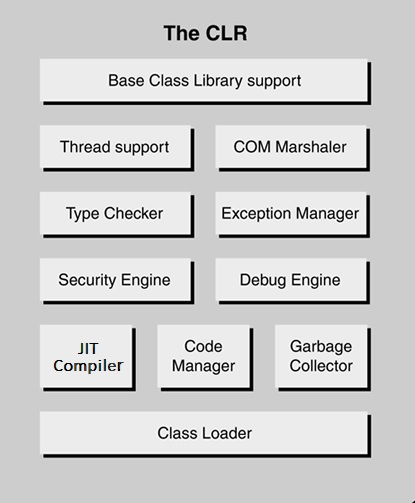 The CLR
Base Class Library support
Thread support
COM Marshaler
Type Checker
Exception Manager
Security Engine
Debug Engine
JIT
Compiler
Code
Manager
Garbage
Collector
Class Loader